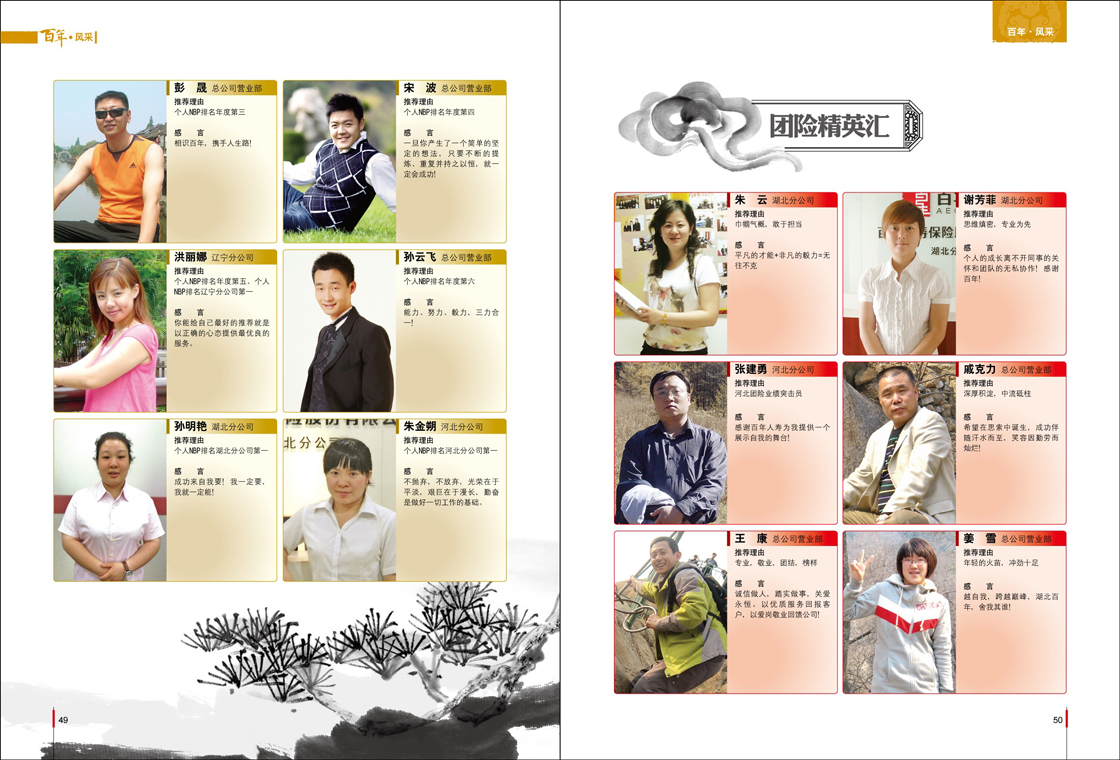 百年·风采
彭　晟 总公司营业部
推荐理由
个人NBP排名年度第三
感　言
相识百年、携手人生路!
宋　波 总公司营业部
推荐理由
个人NBP排名年度第四
感　言
一旦你产生了一个简单的坚
定的想法，只要不断的提
炼、重复并持之以恒，就一
定会成功!
洪丽娜 辽宁分公司
推荐理由
个人NBP排名年度第五、个人
NBP排名辽宁分公司第一
感　言
你能给自己最好的推荐就是
以正确的心态提供最优良的
服务。
孙云飞 总公司营业部
推荐理由
个人NBP排名年度第六
感　言
能力、努力、毅力，三力合
一!
孙明艳 湖北分公司
推荐理由
个人NBP排名湖北分公司第一
感　言
成功来自我要! 我一定要，
我就一定能!
股份有限公
北分公
朱金朔 河北分公司
推荐理由
个人NBP排名河北分公司第一
感　言
不抛弃，不放弃，光荣在于
平淡，艰巨在于漫长，勤奋
是做好一切工作的基础。
49
百年·风采
团险精英汇
朱　云 湖北分公司
推荐理由
巾帼气概，敢于担当
感　言
平凡的才能+非凡的毅力=无
往不克
保险
湖北分
谢芳菲 湖北分公司
推荐理由
思维缜密，专业为先
感　言
个人的成长离不开同事的关
怀和团队的无私协作! 感谢
百年!
张建勇 河北分公司
推荐理由
河北团险业绩突击员
感　言
感谢百年人寿为我提供一个
展示自我的舞台!
戚克力 总公司营业部
推荐理由
深厚积淀，中流砥柱
感　言
希望在思索中诞生，成功伴
随汗水而至，笑容因勤劳而
灿烂!
王　康 总公司营业部
推荐理由
专业、敬业、团结、榜样
感　言
诚信做人，踏实做事，关爱
永恒。以优质服务回报客
户，以爱岗敬业回馈公司!
姜　雪 总公司营业部
推荐理由
年轻的火苗，冲劲十足
感　言
越自我，跨越巅峰，湖北百
年，舍我其谁!
50